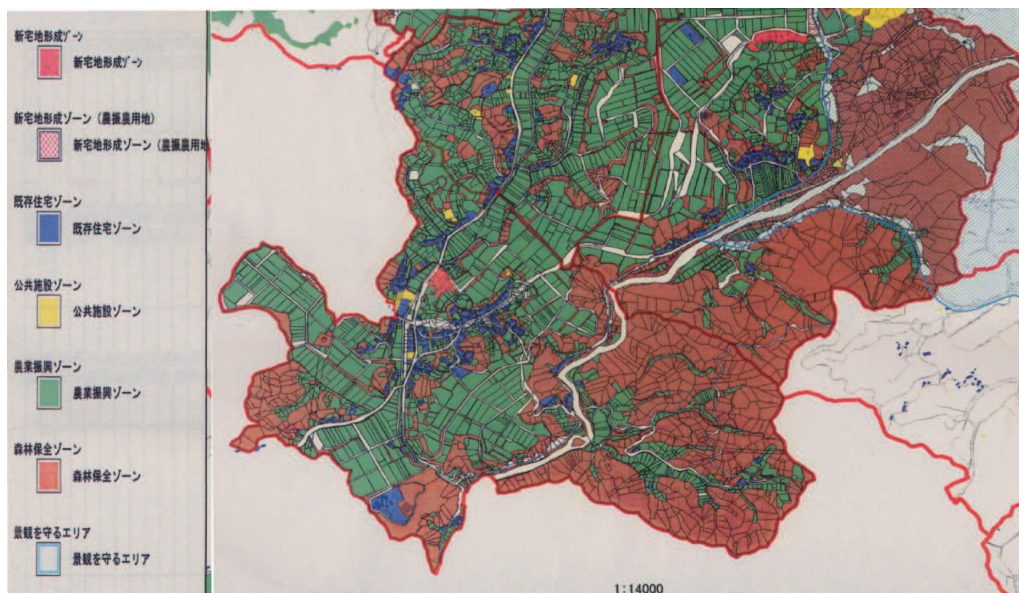 新宅地形成ゾーン
新宅地形成ゾーン
新宅地形成ゾーン（農振農用地）
新宅地形成ゾーン（農振農用地
既存住宅ゾーン
既存住宅ゾーン
公共施設ゾーン
公共施設ゾーン
農業振興ゾーン
農業振興ゾーン
森林保全ゾーン
森林保全ゾーン
景観を守るエリア
景観を守るエリア
1:14000